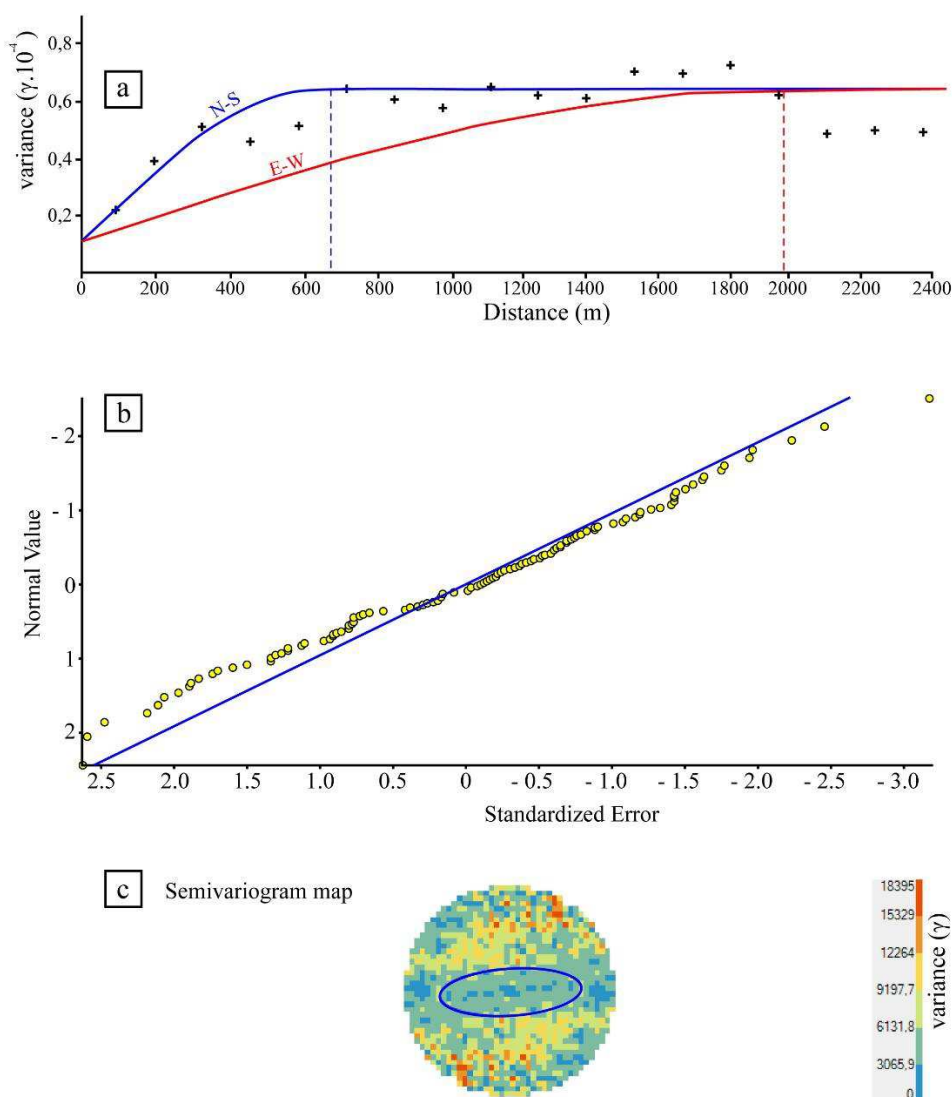 a
variance (γ.10⁻⁴)
0,8
0,6
0,4
0,2
N-S
E-W
0 200 400 600 800 1000 1200 1400 1600 1800 2000 2200 2400
Distance (m)
b
Normal Value
- 2
- 1
0
1
2
2.5 2.0 1.5 1.0 0.5 0 - 0.5 - 1.0 - 1.5 - 2.0 - 2.5 - 3.0
Standardized Error
c Semivariogram map
18395
15329
12264
9197.7
6131.8
3065.9
0
variance (γ)